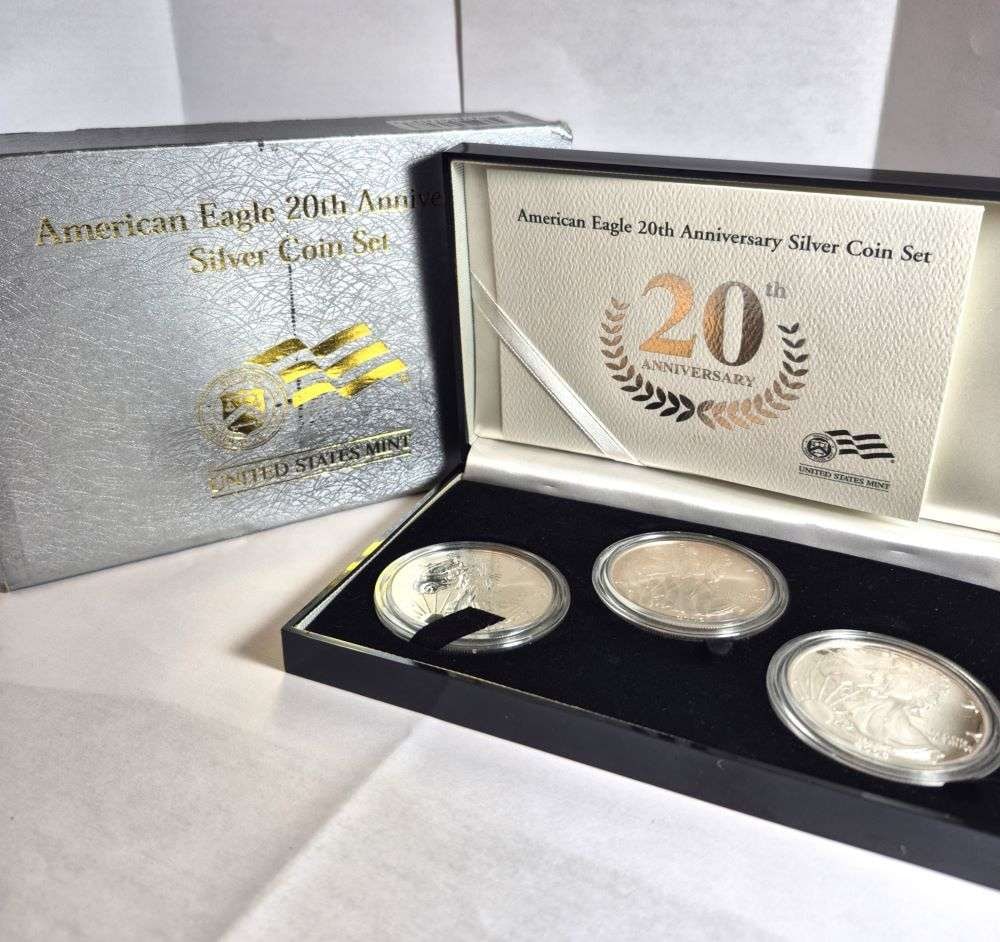 American Eagle 20th Anniver
Silver Coin Set
UNITED STATES MINT
American Eagle 20th Anniversary Silver Coin Set
20th
ANNIVERSARY
UNITED STATES MINT